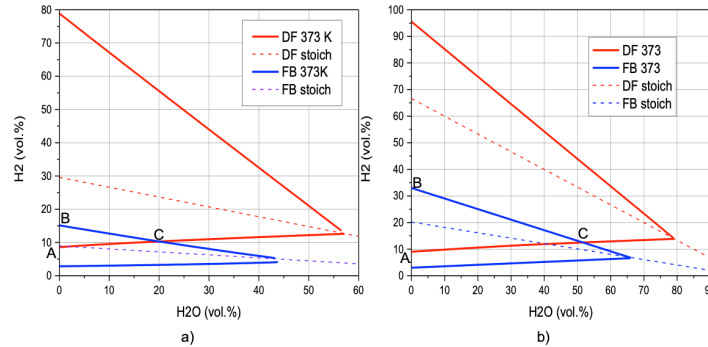 80
70
60
50
40
30
20
10
0
H2 (vol.%)
DF 373 K
DF stoich
FB 373K
FB stoich
B
A
C
0 10 20 30 40 50 60
H2O (vol.%)
a)
100
90
80
70
60
50
40
30
20
10
0
H2 (vol.%)
DF 373
FB 373
DF stoich
FB stoich
B
A
C
0 10 20 30 40 50 60 70 80 90
H2O (vol.%)
b)